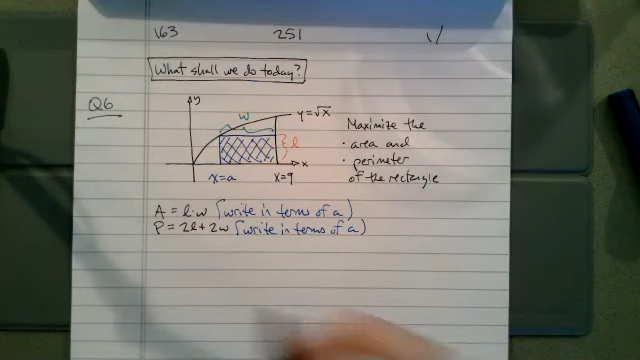 163 251 1/
What shall we do today?
Q6
y
y=√x
w
l
x
x=a
x=9
Maximize the
• area and
• perimeter
of the rectangle
A = l·w (write in terms of a)
P = 2l + 2w (write in terms of a)